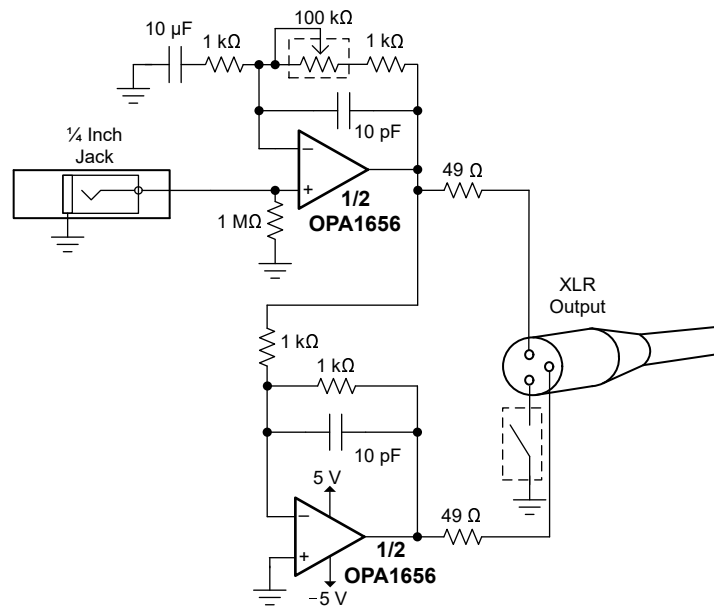 100 kΩ
10 µF
1 kΩ
1 kΩ
10 pF
¼ Inch
Jack
−
+
1/2
OPA1656
49 Ω
1 MΩ
XLR
Output
1 kΩ
1 kΩ
10 pF
5 V
−
+
49 Ω
1/2
OPA1656
−5 V